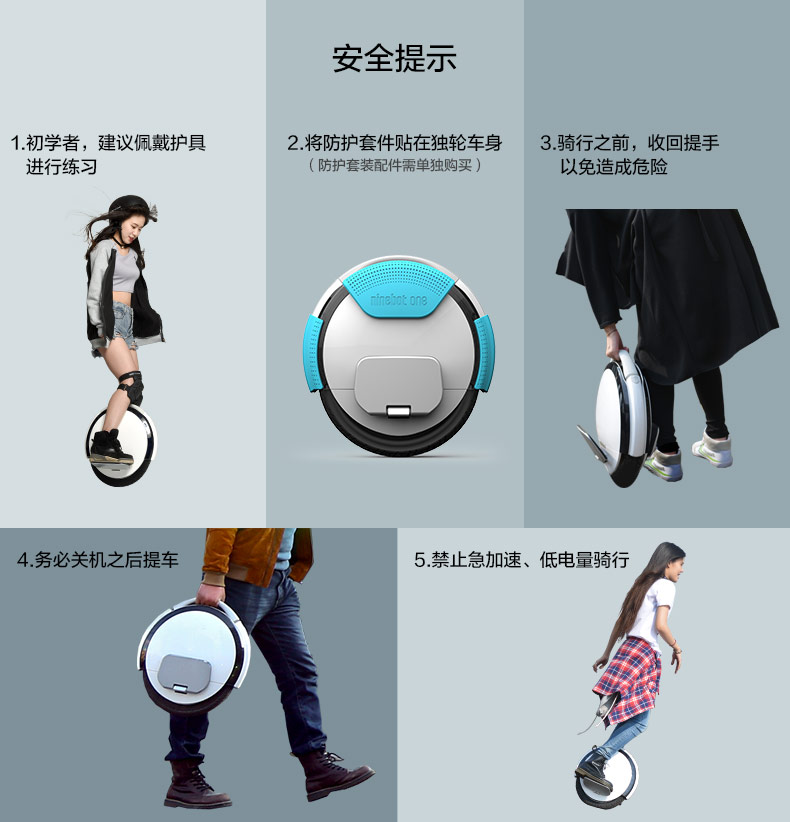 安全提示
1.初学者，建议佩戴护具
进行练习
2.将防护套件贴在独轮车身
（防护套装配件需单独购买）
3.骑行之前，收回提手
以免造成危险
ninebot one
4.务必关机之后提车
5.禁止急加速、低电量骑行